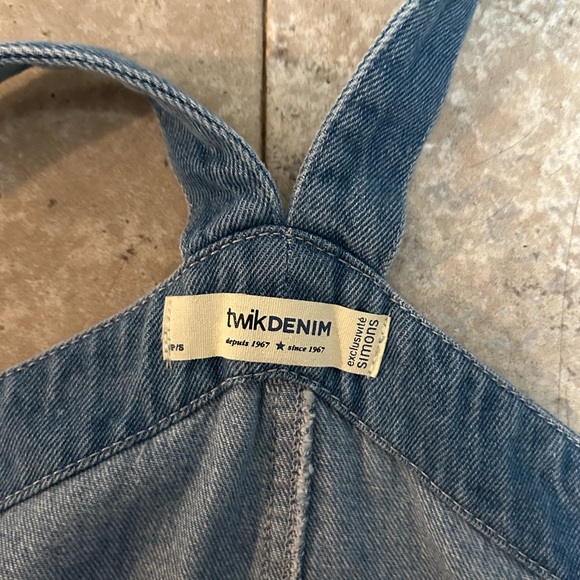 twikDENIM
depuis 1967 ★ since 1967
P/S
exclusivité
simons